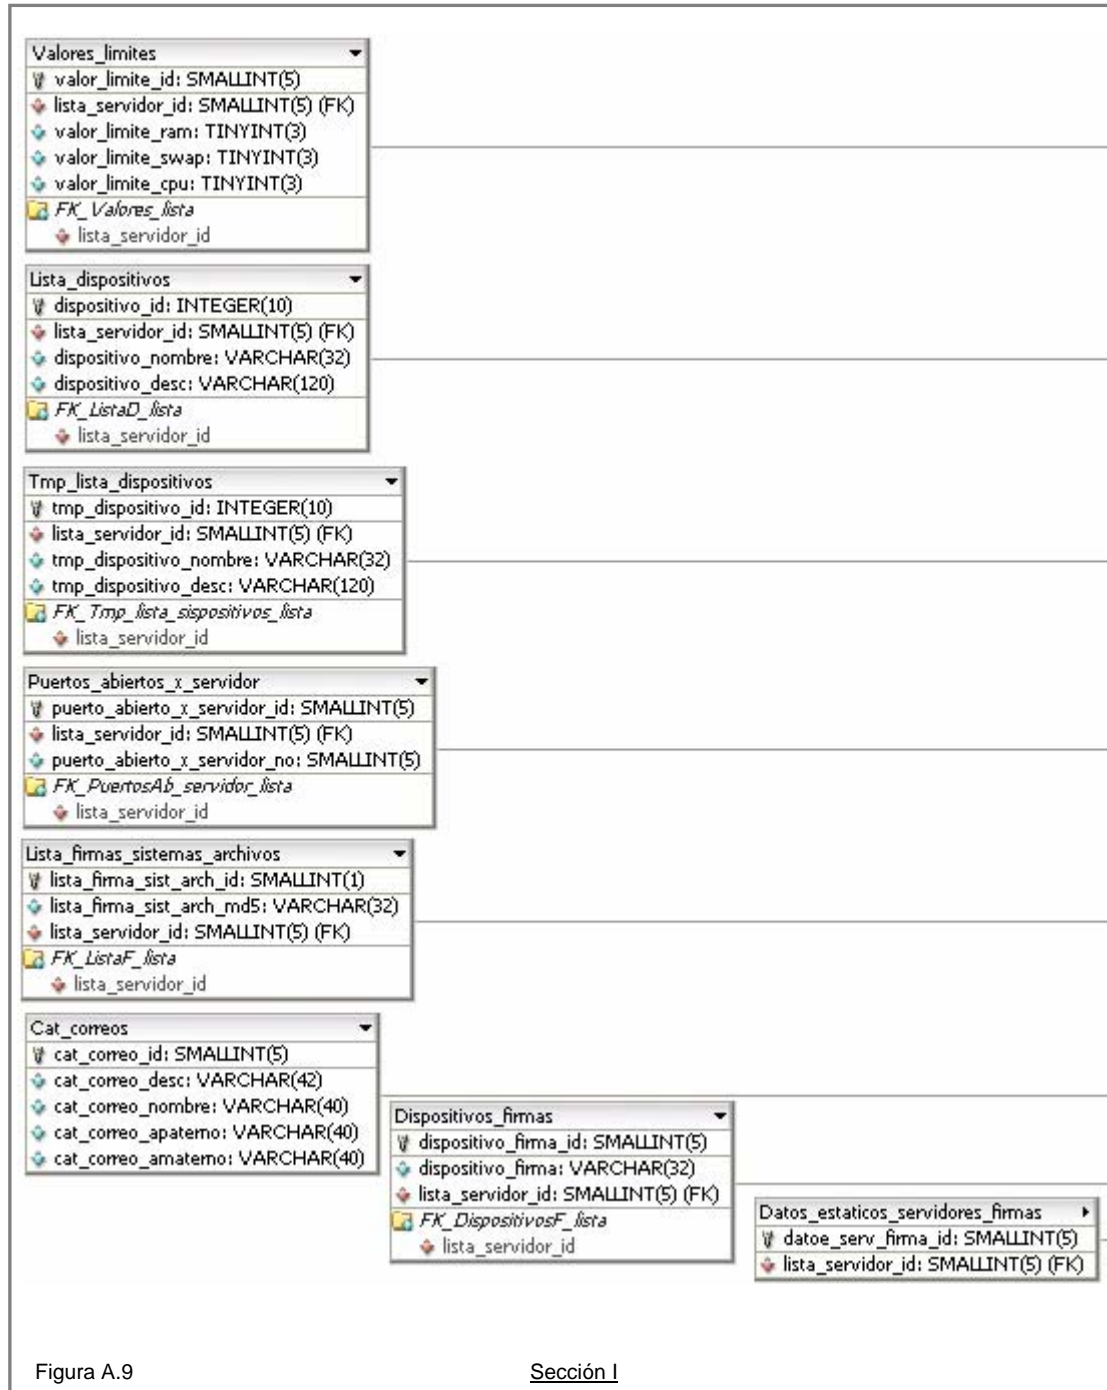 Valores_limites
valor_limite_id: SMALLINT(5)
lista_servidor_id: SMALLINT(5) (FK)
valor_limite_ram: TINYINT(3)
valor_limite_swap: TINYINT(3)
valor_limite_cpu: TINYINT(3)
FK_Valores_lista
lista_servidor_id
Lista_dispositivos
dispositivo_id: INTEGER(10)
lista_servidor_id: SMALLINT(5) (FK)
dispositivo_nombre: VARCHAR(32)
dispositivo_desc: VARCHAR(120)
FK_ListaD_lista
lista_servidor_id
Tmp_lista_dispositivos
tmp_dispositivo_id: INTEGER(10)
lista_servidor_id: SMALLINT(5) (FK)
tmp_dispositivo_nombre: VARCHAR(32)
tmp_dispositivo_desc: VARCHAR(120)
FK_Tmp_lista_sispositivos_lista
lista_servidor_id
Puertos_abiertos_x_servidor
puerto_abierto_x_servidor_id: SMALLINT(5)
lista_servidor_id: SMALLINT(5) (FK)
puerto_abierto_x_servidor_no: SMALLINT(5)
FK_PuertosAb_servidor_lista
lista_servidor_id
Lista_firmas_sistemas_archivos
lista_firma_sist_arch_id: SMALLINT(1)
lista_firma_sist_arch_md5: VARCHAR(32)
lista_servidor_id: SMALLINT(5) (FK)
FK_ListaF_lista
lista_servidor_id
Cat_correos
cat_correo_id: SMALLINT(5)
cat_correo_desc: VARCHAR(42)
cat_correo_nombre: VARCHAR(40)
cat_correo_apaterno: VARCHAR(40)
cat_correo_amaterno: VARCHAR(40)
Dispositivos_firmas
dispositivo_firma_id: SMALLINT(5)
dispositivo_firma: VARCHAR(32)
lista_servidor_id: SMALLINT(5) (FK)
FK_DispositivosF_lista
lista_servidor_id
Datos_estaticos_servidores_firmas
datoe_serv_firma_id: SMALLINT(5)
lista_servidor_id: SMALLINT(5) (FK)
Figura A.9
Sección I